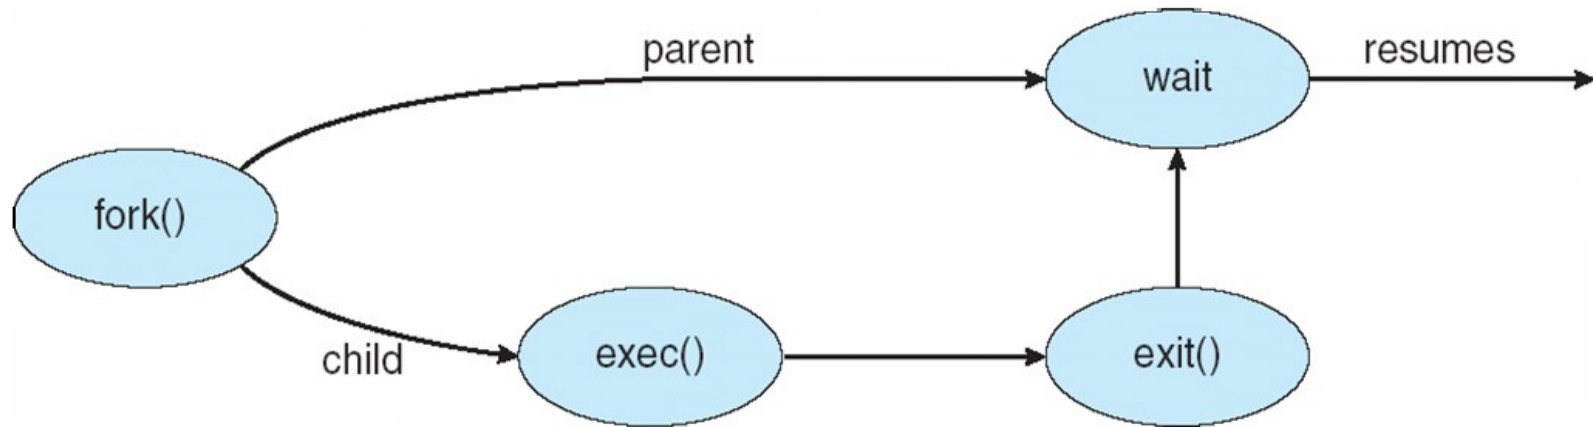 parent
wait
resumes
fork()
child
exec()
exit()